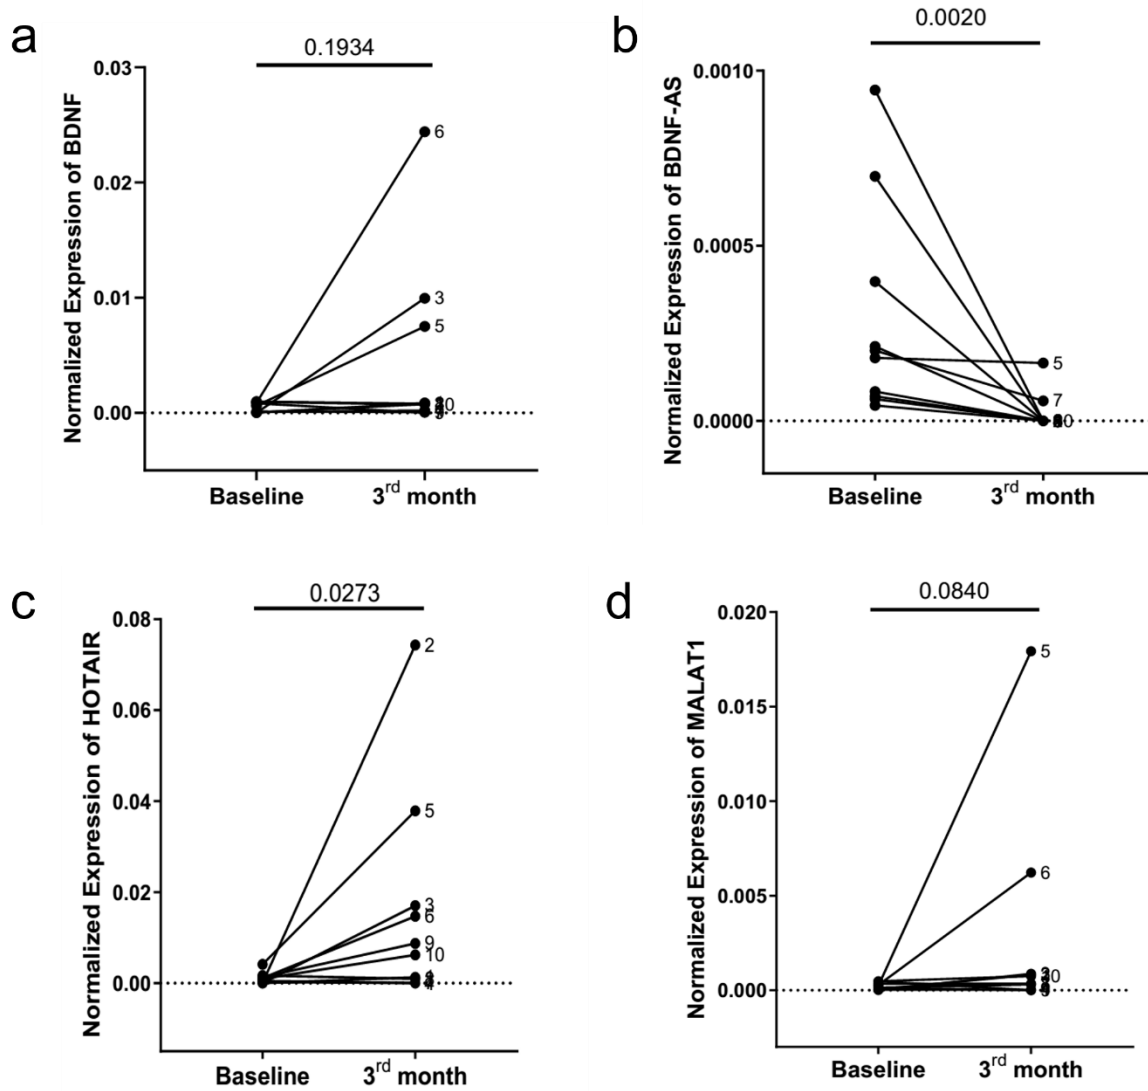 a
0.1934
Normalized Expression of BDNF
0.03
0.02
0.01
0.00
6
3
5
10
Baseline
3rd month
b
0.0020
Normalized Expression of BDNF-AS
0.0010
0.0005
0.0000
5
7
10
Baseline
3rd month
c
0.0273
Normalized Expression of HOTAIR
0.08
0.06
0.04
0.02
0.00
2
5
3
6
9
10
Baseline
3rd month
d
0.0840
Normalized Expression of MALAT1
0.020
0.015
0.010
0.005
0.000
5
6
10
Baseline
3rd month